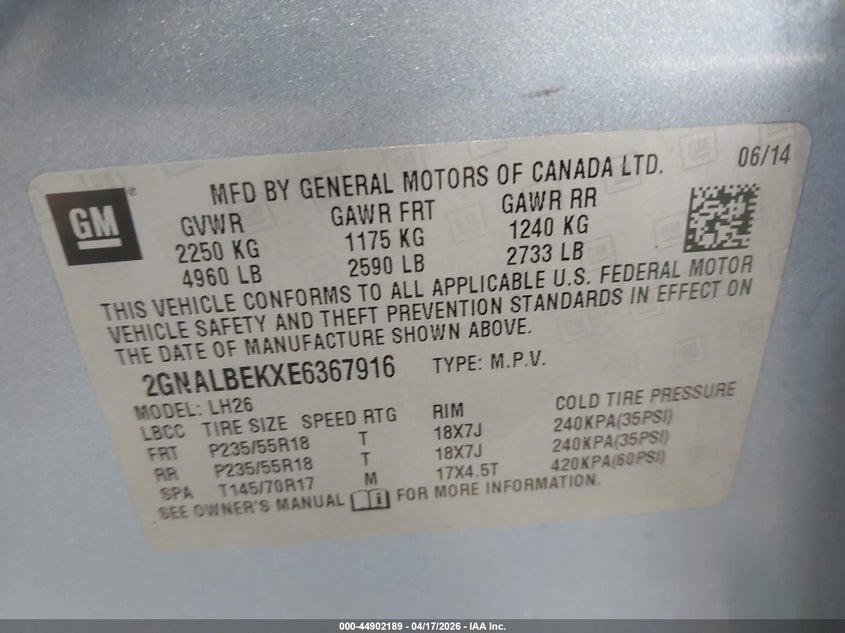 GM
®
MFD BY GENERAL MOTORS OF CANADA LTD.
06/14
GVWR GAWR FRT GAWR RR
2250 KG 1175 KG 1240 KG
4960 LB 2590 LB 2733 LB
THIS VEHICLE CONFORMS TO ALL APPLICABLE U.S. FEDERAL MOTOR
VEHICLE SAFETY AND THEFT PREVENTION STANDARDS IN EFFECT ON
THE DATE OF MANUFACTURE SHOWN ABOVE.
2GNALBEKXE6367916 TYPE: M.P.V.
MODEL: LH26
LBCC TIRE SIZE SPEED RTG RIM COLD TIRE PRESSURE
FRT P235/55R18 T 18X7J 240KPA(35PSI)
RR P235/55R18 T 18X7J 240KPA(35PSI)
SPA T145/70R17 M 17X4.5T 420KPA(60PSI)
SEE OWNER'S MANUAL FOR MORE INFORMATION.
000-44902189 - 04/17/2026 - IAA Inc.